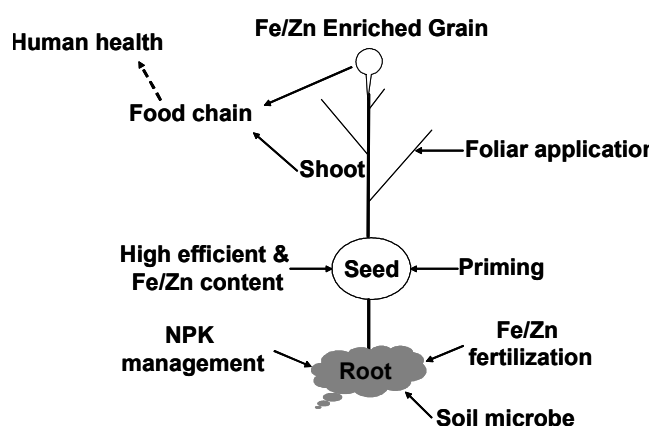 Fe/Zn Enriched Grain
Human health
Food chain
Foliar application
Shoot
High efficient &
Fe/Zn content
Seed
Priming
NPK
management
Fe/Zn
fertilization
Root
Soil microbe